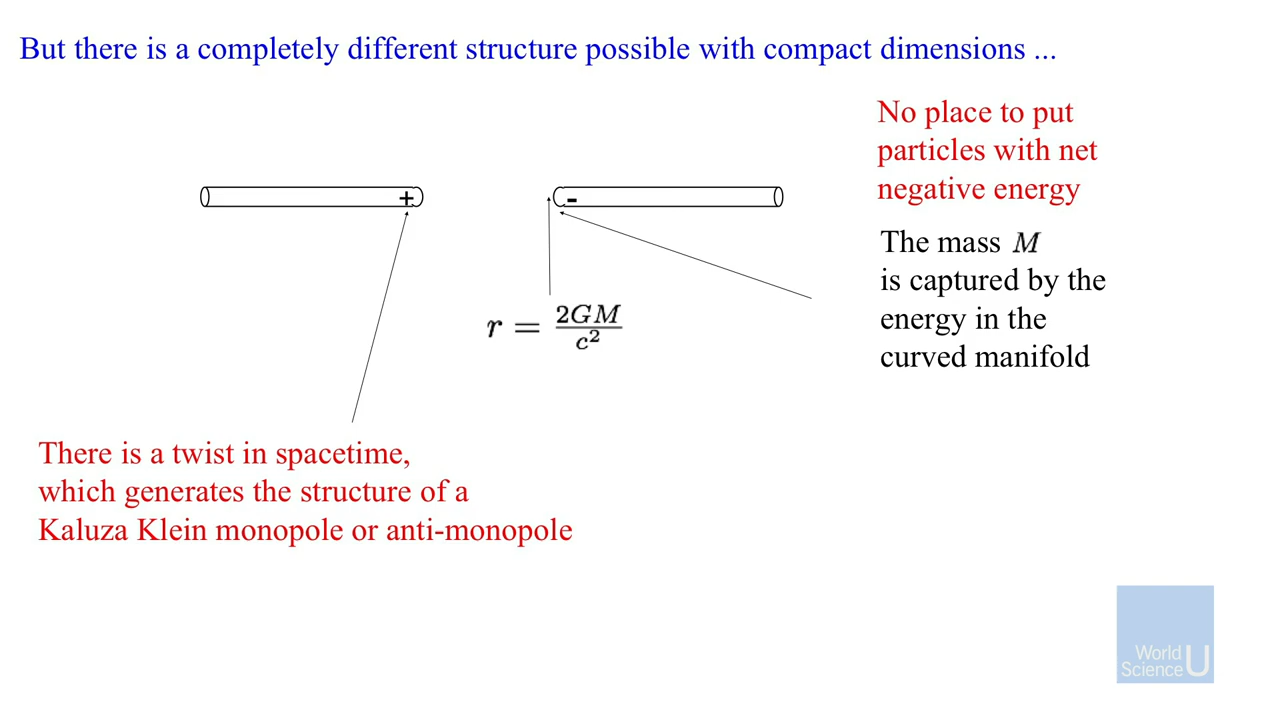 But there is a completely different structure possible with compact dimensions ...
No place to put
particles with net
negative energy
+
-
The mass M
is captured by the
energy in the
curved manifold
r = 2GM/c²
There is a twist in spacetime,
which generates the structure of a
Kaluza Klein monopole or anti-monopole
World
Science U